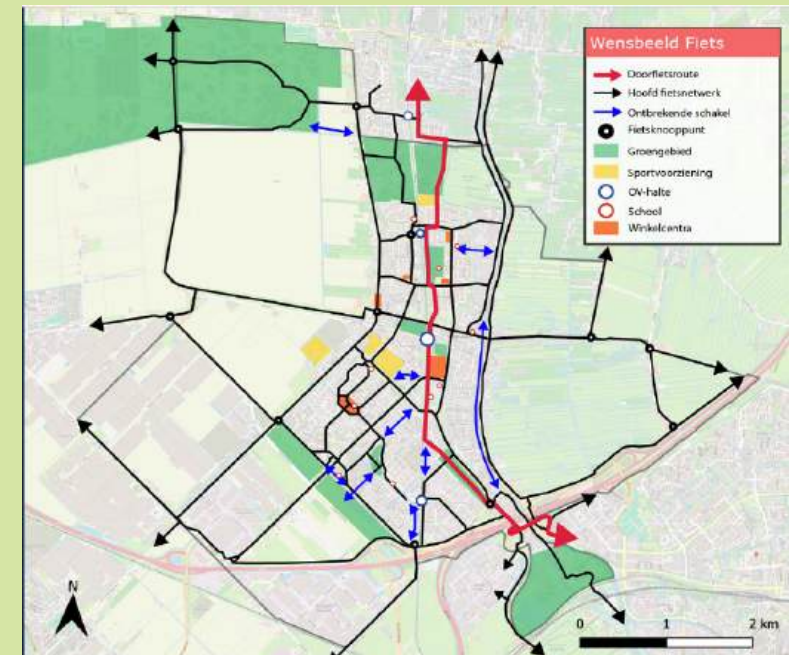 Wensbeeld Fiets
Doorfietsroute
Hoofd fietsnetwerk
Ontbrekende schakel
Fietsknooppunt
Groengebied
Sportvoorziening
OV-halte
School
Winkelcentra
N
0 1 2 km